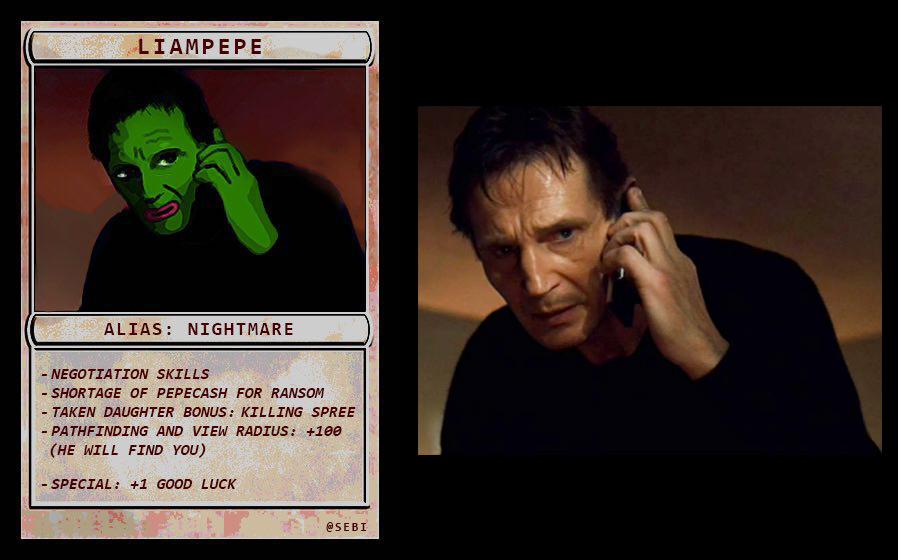 LIAMPEPE
ALIAS: NIGHTMARE
-NEGOTIATION SKILLS
-SHORTAGE OF PEPECASH FOR RANSOM
-TAKEN DAUGHTER BONUS: KILLING SPREE
-PATHFINDING AND VIEW RADIUS: +100
(HE WILL FIND YOU)
-SPECIAL: +1 GOOD LUCK
@SEBI